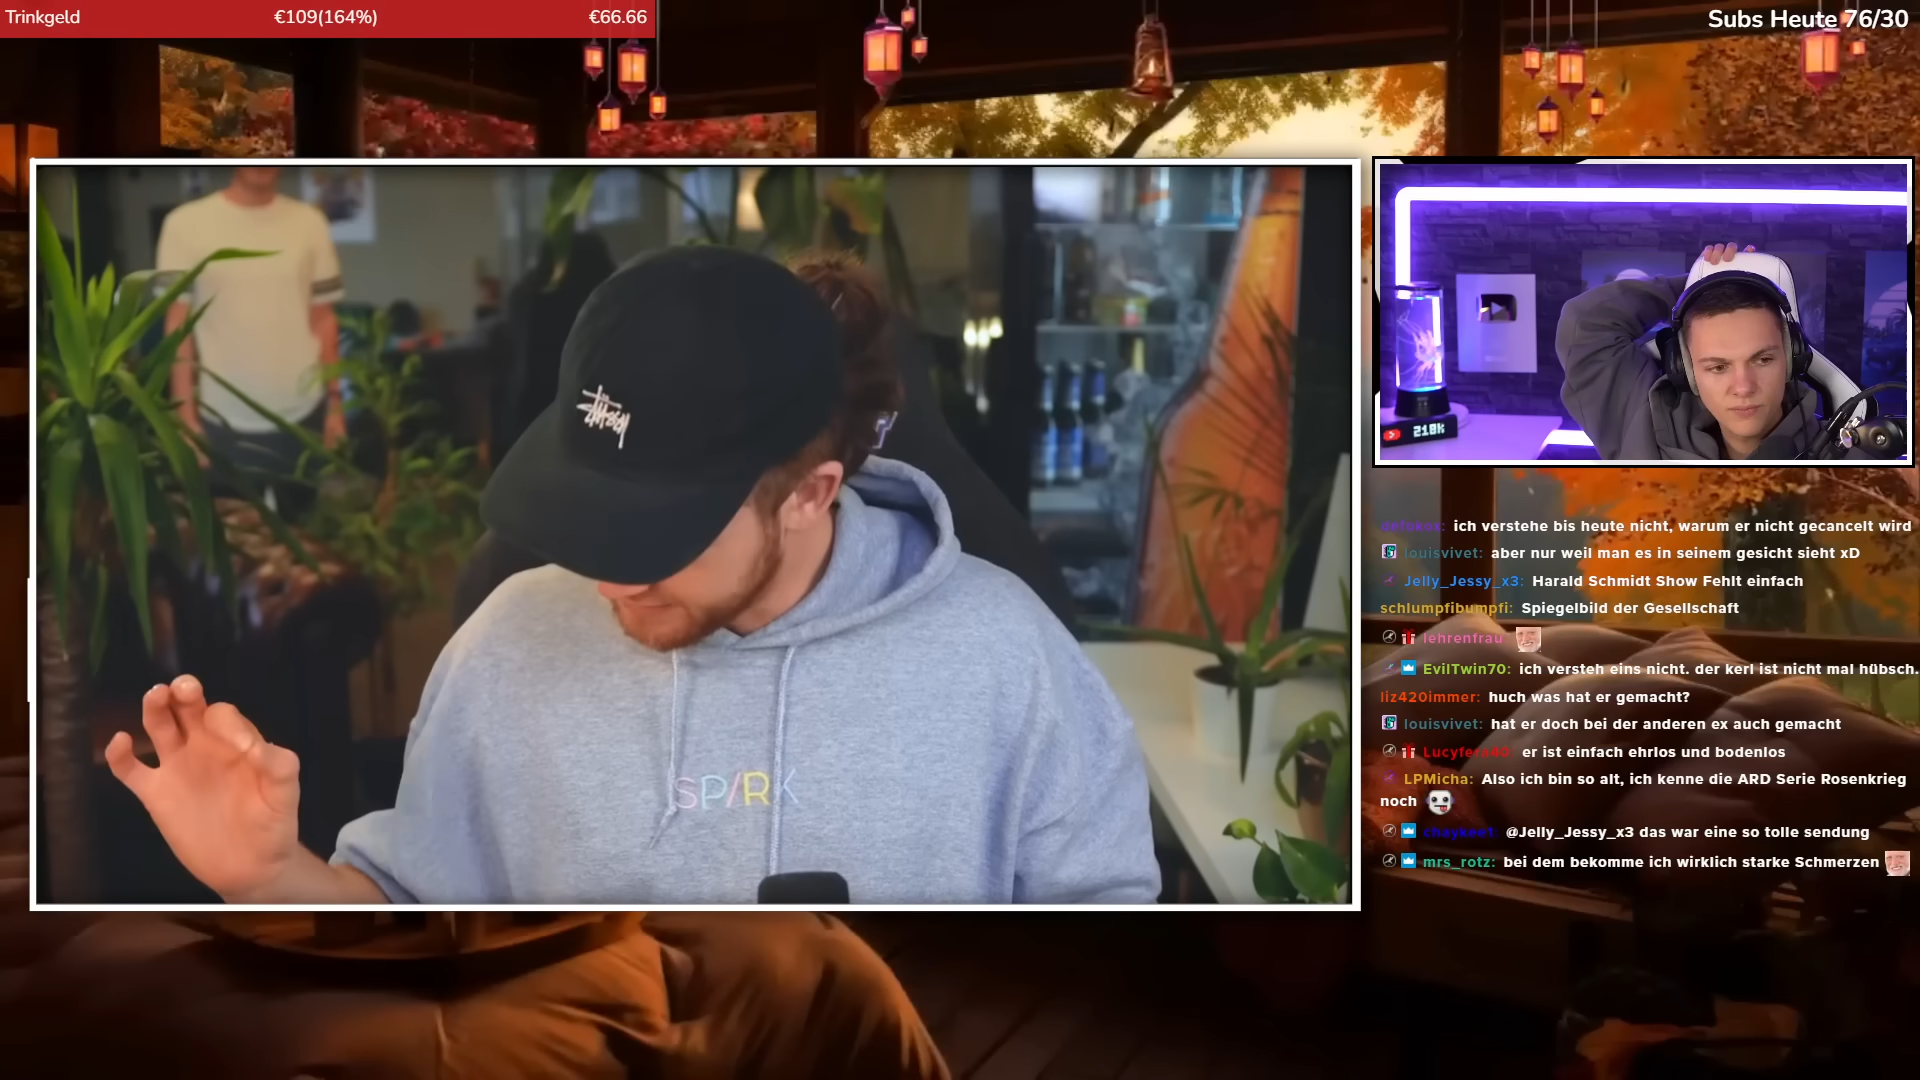 Trinkgeld €109(164%) €66.66
Subs Heute 76/30
Stüssy
SP/RK
218K
defokos: ich verstehe bis heute nicht, warum er nicht gecancelt wird
louisvivet: aber nur weil man es in seinem gesicht sieht xD
Jelly_Jessy_x3: Harald Schmidt Show Fehlt einfach
schlumpfibumpfi: Spiegelbild der Gesellschaft
lehrenfrau
EvilTwin70: ich versteh eins nicht. der kerl ist nicht mal hübsch.
liz420immer: huch was hat er gemacht?
louisvivet: hat er doch bei der anderen ex auch gemacht
er ist einfach ehrlos und bodenlos
LPMicha: Also ich bin so alt, ich kenne die ARD Serie Rosenkrieg
noch
@Jelly_Jessy_x3 das war eine so tolle sendung
mrs_rotz: bei dem bekomme ich wirklich starke Schmerzen